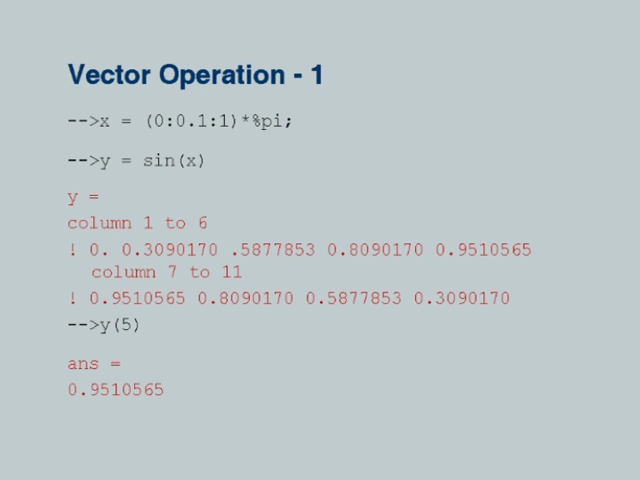 Vector Operation - 1
-->x = (0:0.1:1)*%pi;
-->y = sin(x)
y =
column 1 to 6
! 0. 0.3090170 .5877853 0.8090170 0.9510565
column 7 to 11
! 0.9510565 0.8090170 0.5877853 0.3090170
-->y(5)
ans =
0.9510565